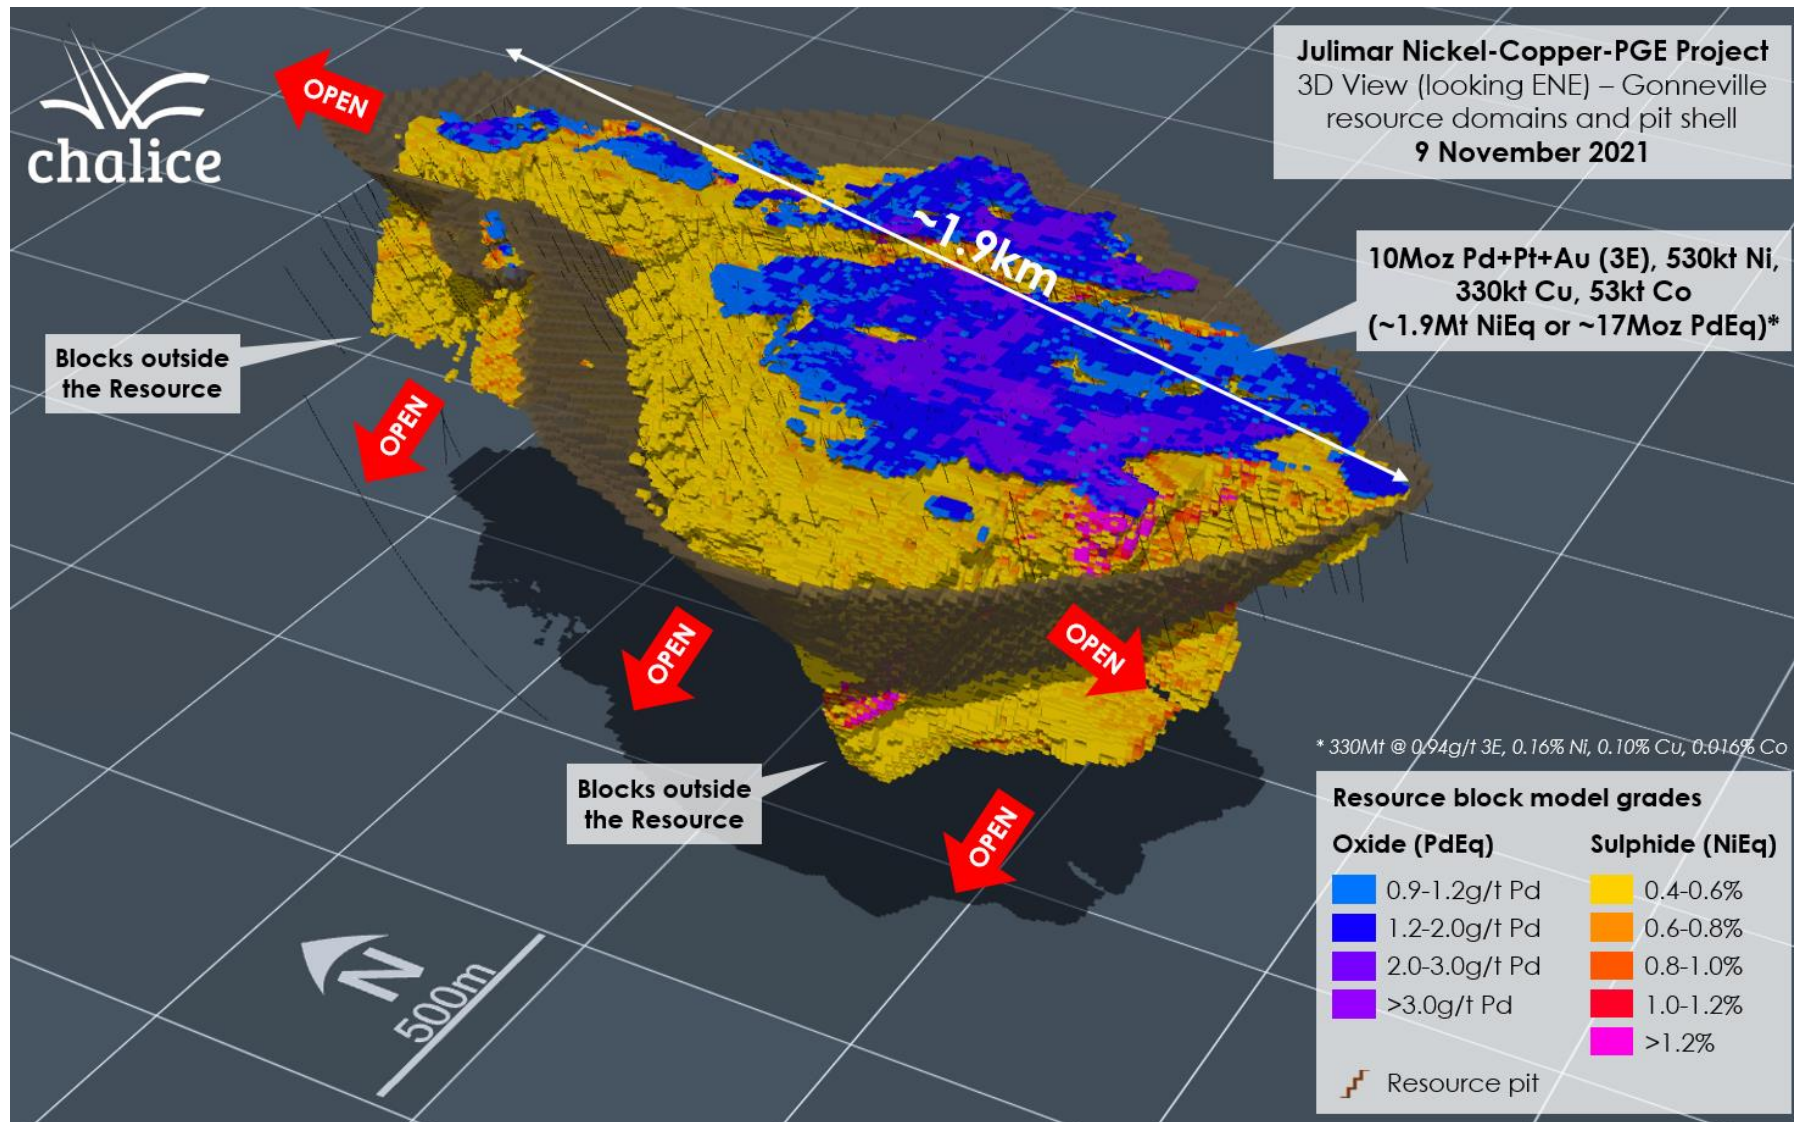 chalice
OPEN
Julimar Nickel-Copper-PGE Project
3D View (looking ENE) – Gonneville
resource domains and pit shell
9 November 2021
~1.9km
10Moz Pd+Pt+Au (3E), 530kt Ni,
330kt Cu, 53kt Co
(~1.9Mt NiEq or ~17Moz PdEq)*
Blocks outside
the Resource
OPEN
OPEN
OPEN
Blocks outside
the Resource
OPEN
* 330Mt @ 0.94g/t 3E, 0.16% Ni, 0.10% Cu, 0.016% Co
Resource block model grades
Oxide (PdEq)
0.9-1.2g/t Pd
1.2-2.0g/t Pd
2.0-3.0g/t Pd
>3.0g/t Pd
Sulphide (NiEq)
0.4-0.6%
0.6-0.8%
0.8-1.0%
1.0-1.2%
>1.2%
Resource pit
N
500m